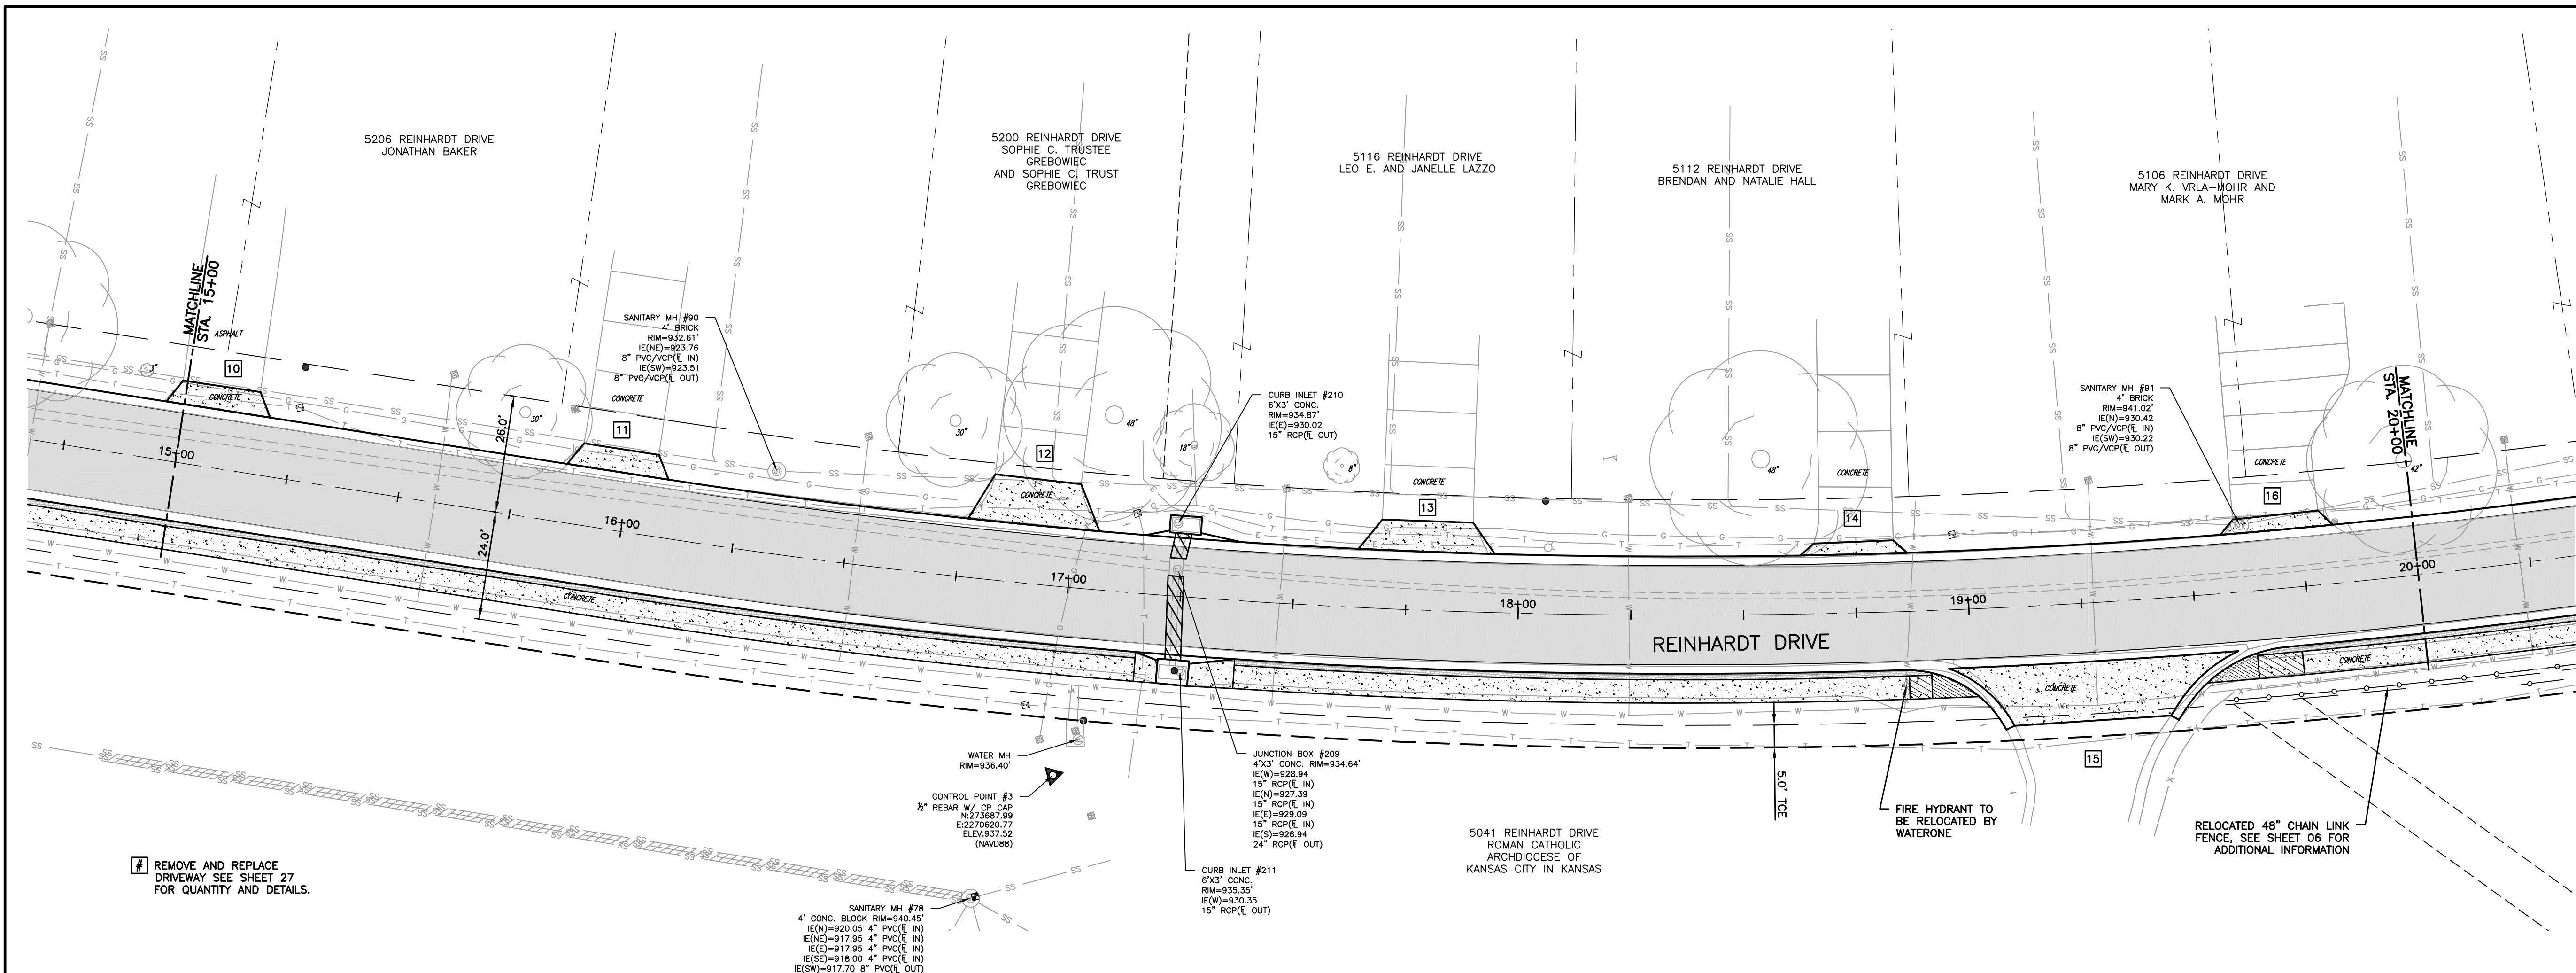 5206 REINHARDT DRIVE
JONATHAN BAKER
5200 REINHARDT DRIVE
SOPHIE C. TRUSTEE
GREBOWIEC
AND SOPHIE C. TRUST
GREBOWIEC
5116 REINHARDT DRIVE
LEO E. AND JANELLE LAZZO
5112 REINHARDT DRIVE
BRENDAN AND NATALIE HALL
5106 REINHARDT DRIVE
MARY K. VRLA-MOHR AND
MARK A. MOHR
MATCHLINE
STA. 15+00
ASPHALT
10
CONCRETE
3"
15+00
26.0'
24.0'
30"
11
CONCRETE
SANITARY MH #90
4' BRICK
RIM=932.61'
IE(NE)=923.76
8" PVC/VCP(℄ IN)
IE(SW)=923.51
8" PVC/VCP(℄ OUT)
16+00
CONCRETE
30"
12
CONCRETE
48"
18"
CURB INLET #210
6'X3' CONC.
RIM=934.87'
IE(E)=930.02
15" RCP(℄ OUT)
8"
17+00
CONCRETE
13
18+00
48"
CONCRETE
14
REINHARDT DRIVE
19+00
SANITARY MH #91
4' BRICK
RIM=941.02'
IE(N)=930.42
8" PVC/VCP(℄ IN)
IE(SW)=930.22
8" PVC/VCP(℄ OUT)
CONCRETE
16
MATCHLINE
STA. 20+00
42"
20+00
CONCRETE
CONCRETE
15
WATER MH
RIM=936.40'
CONTROL POINT #3
½" REBAR W/ CP CAP
N:273687.99
E:2270620.77
ELEV:937.52
(NAVD88)
JUNCTION BOX #209
4'X3' CONC. RIM=934.64'
IE(W)=928.94
15" RCP(℄ IN)
IE(N)=927.39
15" RCP(℄ IN)
IE(E)=929.09
15" RCP(℄ IN)
IE(S)=926.94
24" RCP(℄ OUT)
CURB INLET #211
6'X3' CONC.
RIM=935.35'
IE(W)=930.35
15" RCP(℄ OUT)
5041 REINHARDT DRIVE
ROMAN CATHOLIC
ARCHDIOCESE OF
KANSAS CITY IN KANSAS
5.0' TCE
FIRE HYDRANT TO
BE RELOCATED BY
WATERONE
RELOCATED 48" CHAIN LINK
FENCE, SEE SHEET 06 FOR
ADDITIONAL INFORMATION
# REMOVE AND REPLACE
DRIVEWAY SEE SHEET 27
FOR QUANTITY AND DETAILS.
SANITARY MH #78
4' CONC. BLOCK RIM=940.45'
IE(N)=920.05 4" PVC(℄ IN)
IE(NE)=917.95 4" PVC(℄ IN)
IE(E)=917.95 4" PVC(℄ IN)
IE(SE)=918.00 4" PVC(℄ IN)
IE(SW)=917.70 8" PVC(℄ OUT)